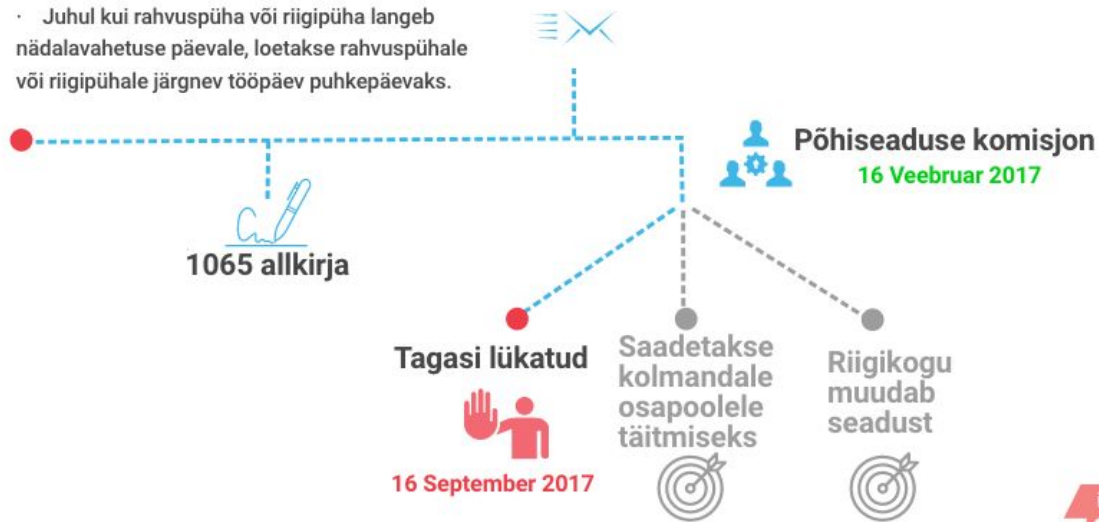 · Juhul kui rahvuspüha või riigipüha langeb
nädalavahetuse päevale, loetakse rahvuspühale
või riigipühale järgnev tööpäev puhkepäevaks.
Põhiseaduse komisjon
16 Veebruar 2017
1065 allkirja
Tagasi lükatud
16 September 2017
Saadetakse
kolmandale
osapoolele
täitmiseks
Riigikogu
muudab
seadust